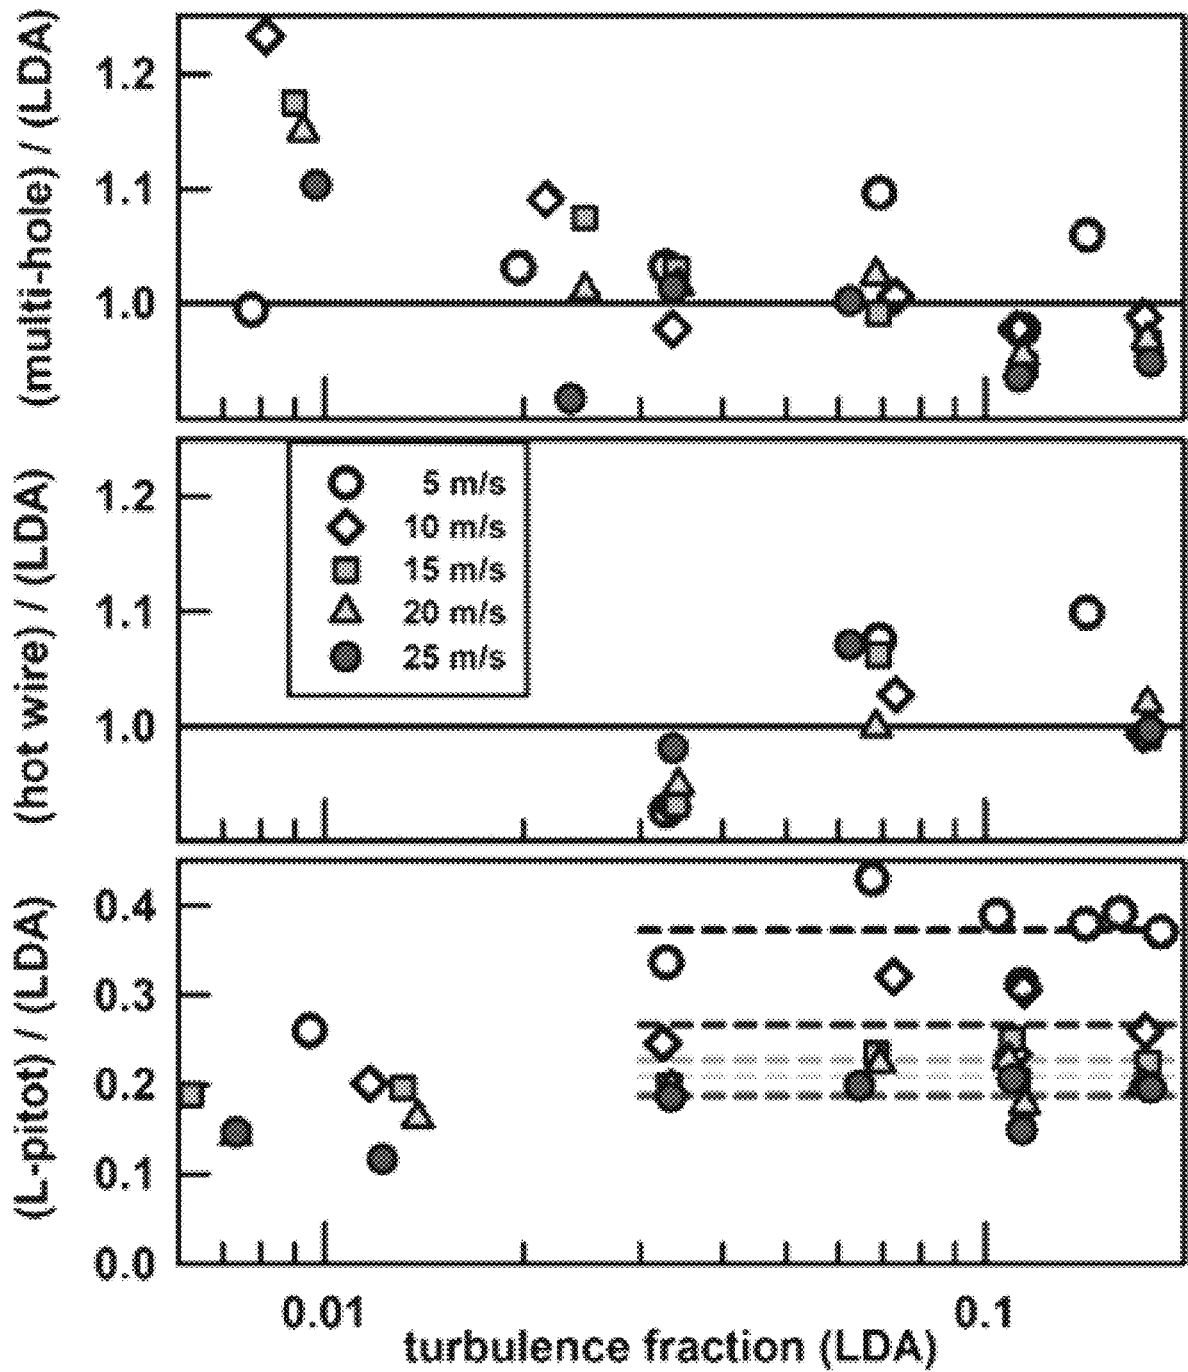 (multi-hole) / (LDA)
1.2
1.1
1.0
(hot wire) / (LDA)
1.2
1.1
1.0
5 m/s
10 m/s
15 m/s
20 m/s
25 m/s
(L-pitot) / (LDA)
0.4
0.3
0.2
0.1
0.0
0.01 0.1
turbulence fraction (LDA)